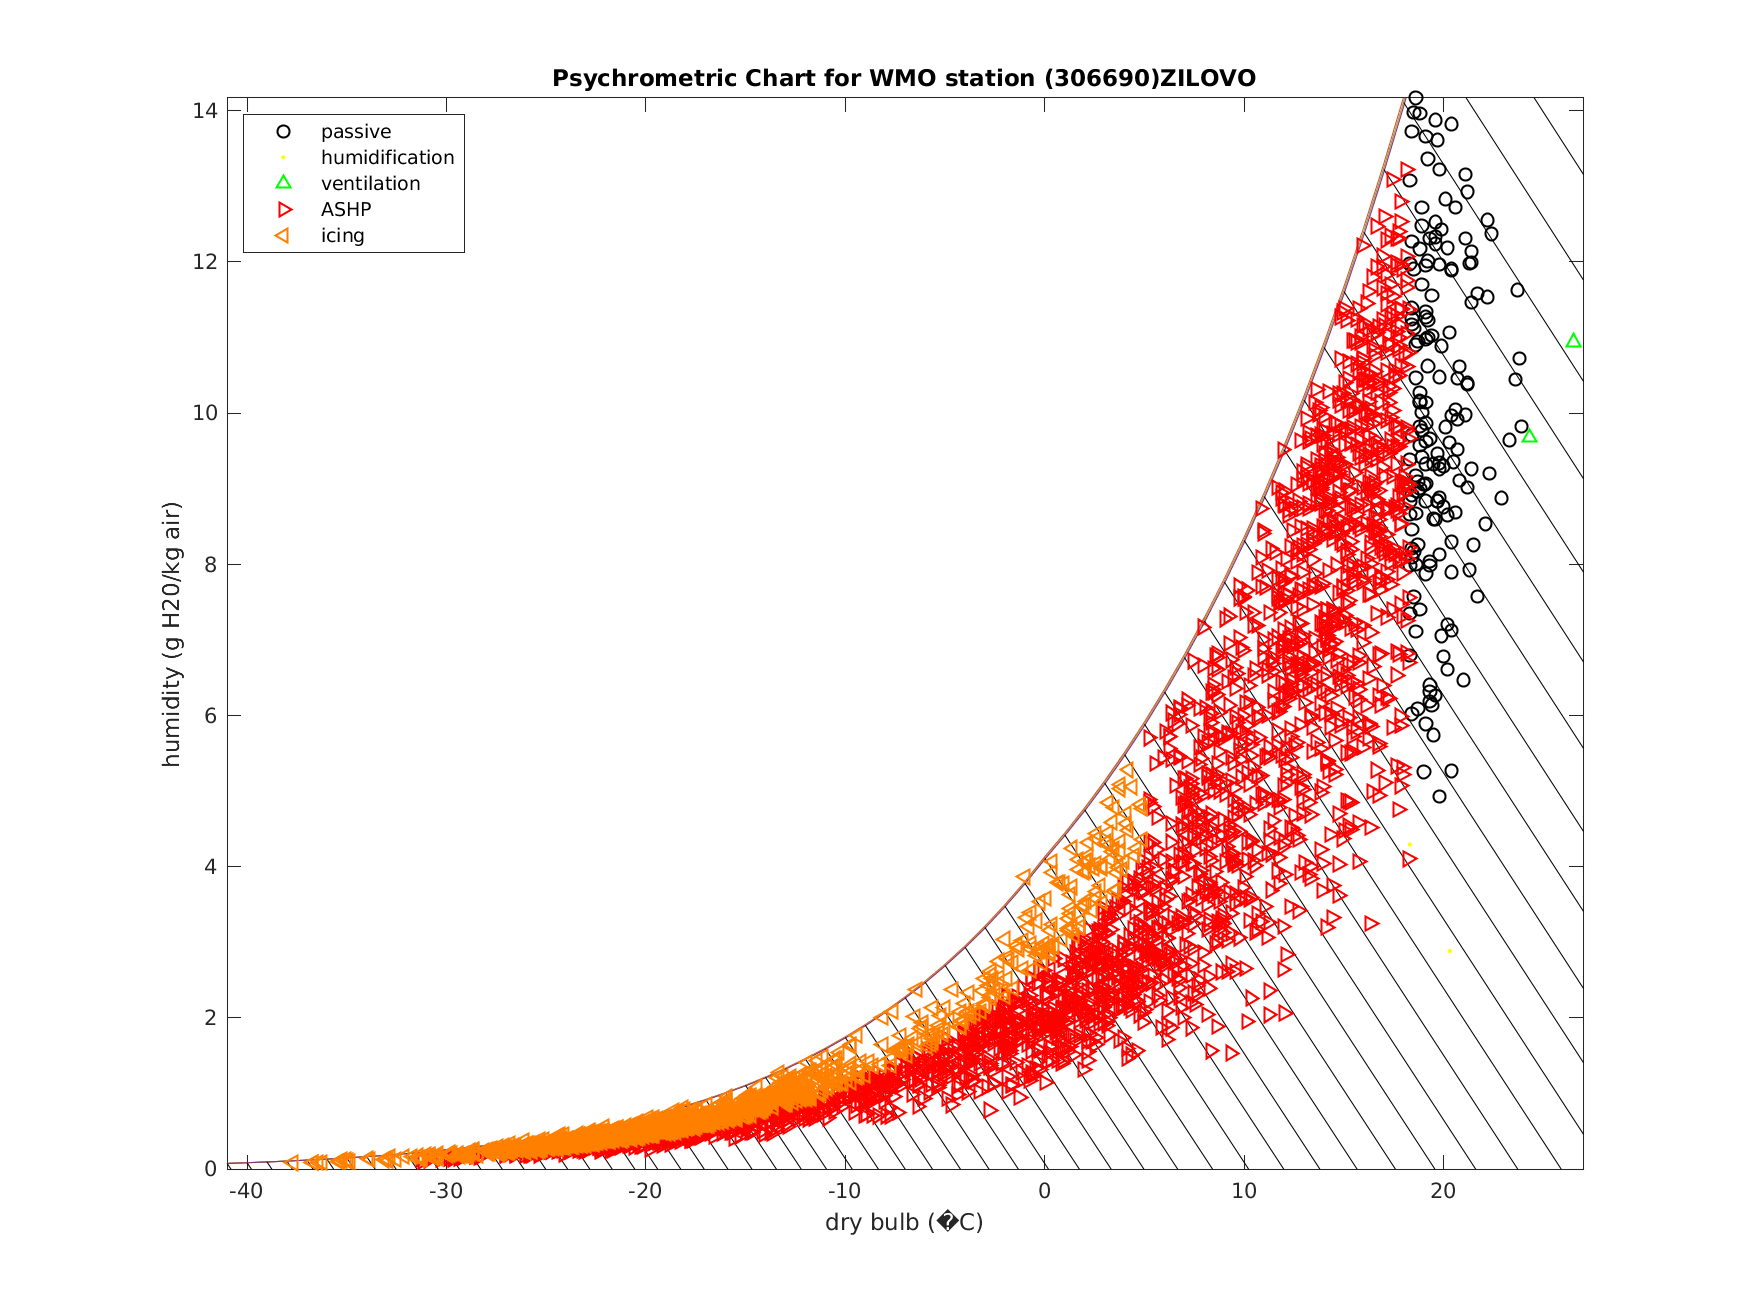 Psychrometric Chart for WMO station (306690)ZILOVO
passive
humidification
ventilation
ASHP
icing
humidity (g H20/kg air)
14
12
10
8
6
4
2
0
-40 -30 -20 -10 0 10 20
dry bulb (�C)